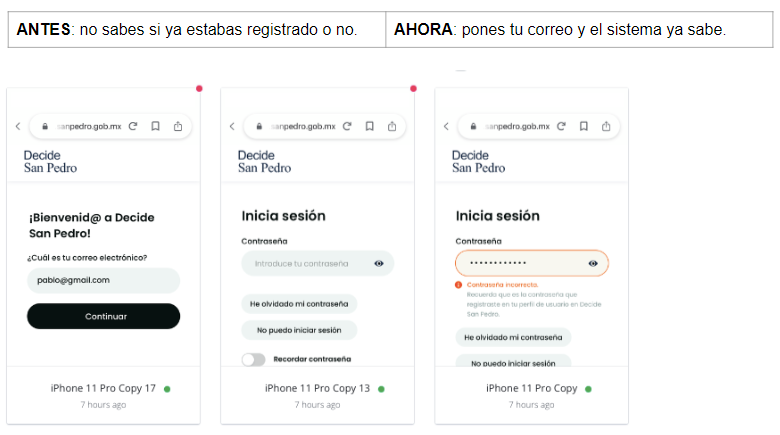 ANTES: no sabes si ya estabas registrado o no.
AHORA: pones tu correo y el sistema ya sabe.
sanpedro.gob.mx
Decide
San Pedro
¡Bienvenid@ a Decide
San Pedro!
¿Cuál es tu correo electrónico?
pablo@gmail.com
Continuar
iPhone 11 Pro Copy 17
7 hours ago
sanpedro.gob.mx
Decide
San Pedro
Inicia sesión
Contraseña
Introduce tu contraseña
He olvidado mi contraseña
No puedo iniciar sesión
Recordar contraseña
iPhone 11 Pro Copy 13
7 hours ago
sanpedro.gob.mx
Decide
San Pedro
Inicia sesión
Contraseña
Contraseña incorrecta.
Recuerda que es la contraseña que
registraste en tu perfil de usuario en Decide
San Pedro.
He olvidado mi contraseña
No puedo iniciar sesión
iPhone 11 Pro Copy
7 hours ago